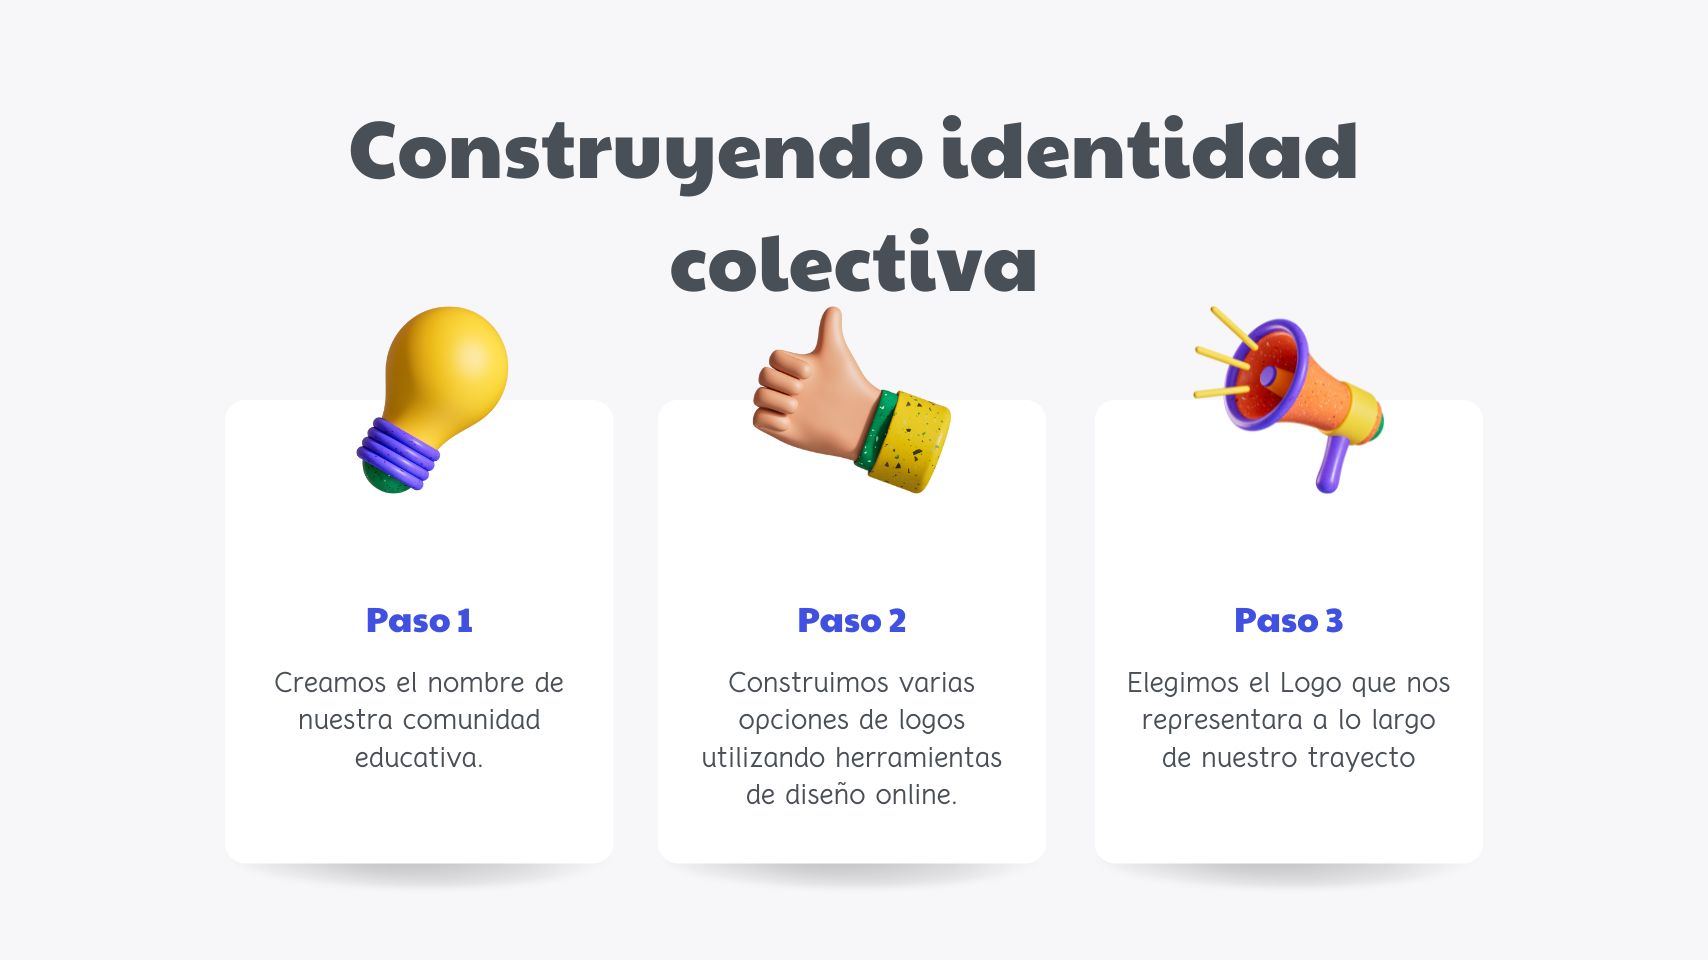 Construyendo identidad
colectiva
Paso 1
Creamos el nombre de
nuestra comunidad
educativa.
Paso 2
Construimos varias
opciones de logos
utilizando herramientas
de diseño online.
Paso 3
Elegimos el Logo que nos
representara a lo largo
de nuestro trayecto